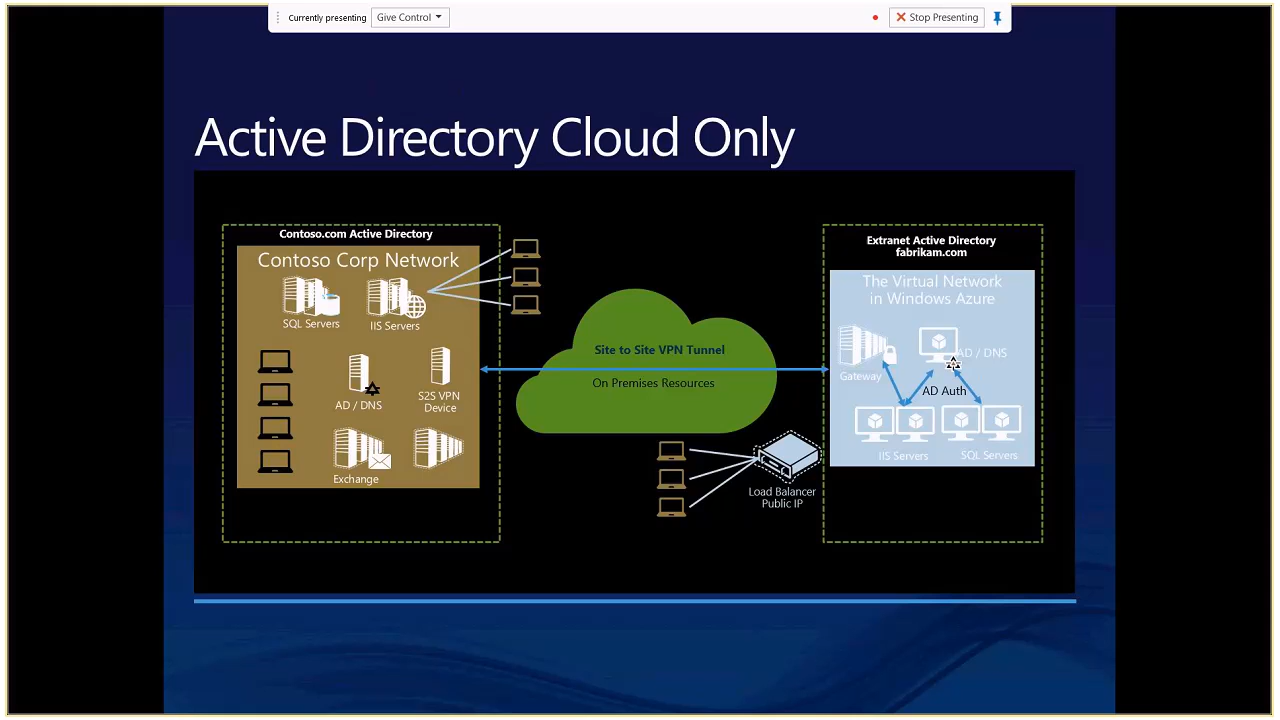 Currently presenting
Give Control
Stop Presenting
Active Directory Cloud Only
Contoso.com Active Directory
Contoso Corp Network
SQL Servers
IIS Servers
AD / DNS
S2S VPN
Device
Exchange
Site to Site VPN Tunnel
On Premises Resources
Load Balancer
Public IP
Extranet Active Directory
fabrikam.com
The Virtual Network
in Windows Azure
AD / DNS
Gateway
AD Auth
IIS Servers
SQL Servers